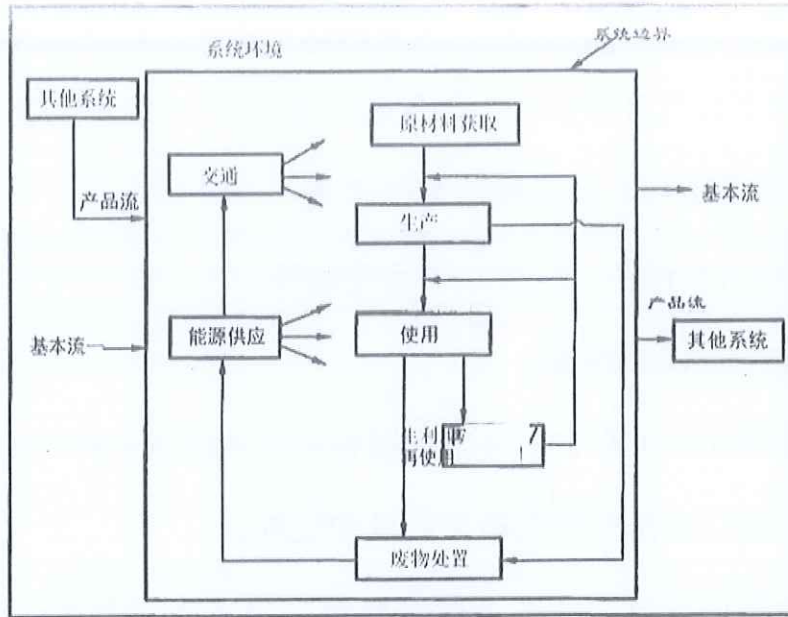 系统环境
系统边界
其他系统
原材料获取
交通
产品流
基本流
生产
产品流
基本流
能源供应
使用
其他系统
再使用
废物处置